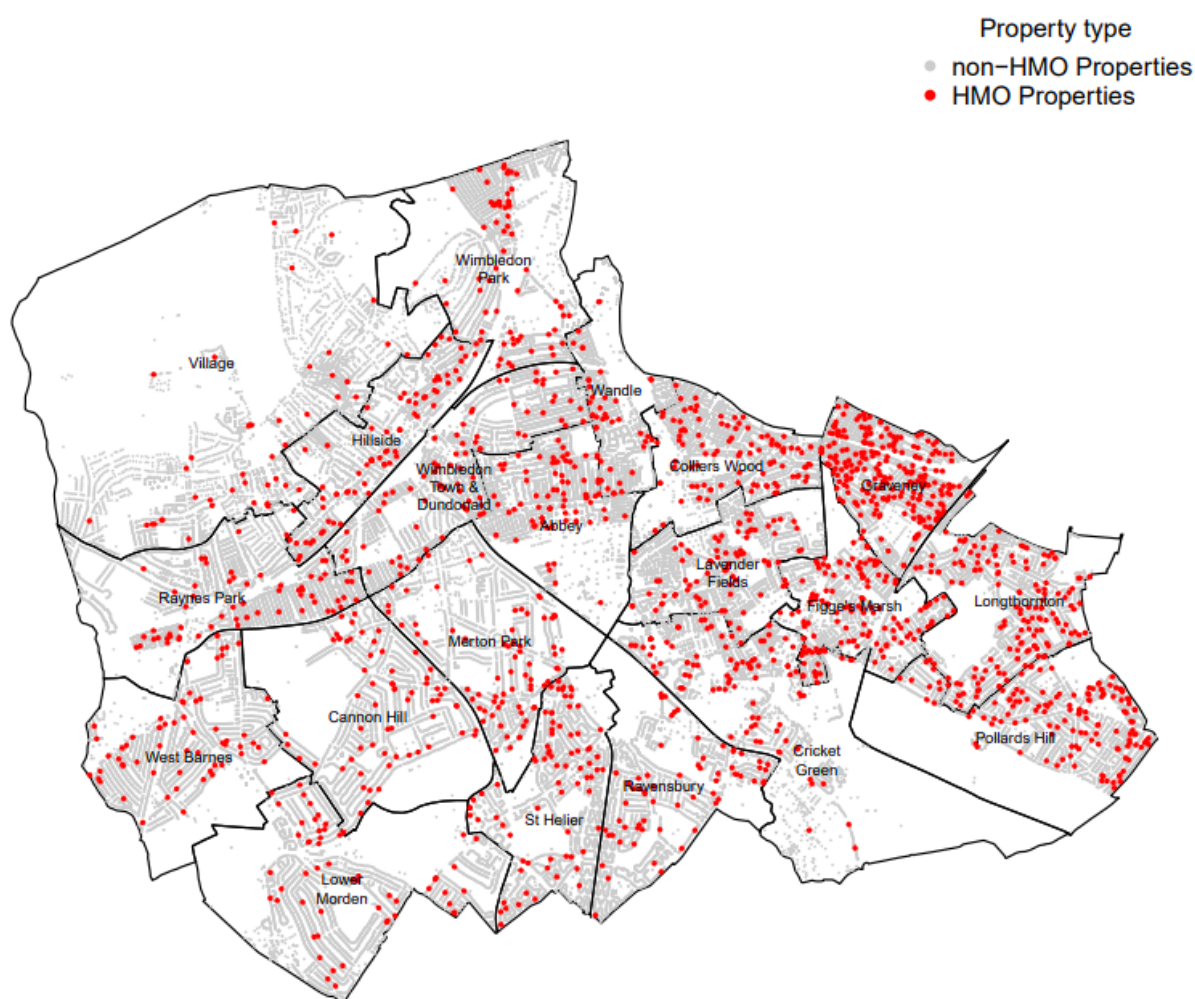 Property type
non−HMO Properties
HMO Properties
Wimbledon
Park
Village
Wandle
Hillside
Wimbledon
Town &
Dundonald
Colliers Wood
Graveney
Abbey
Lavender
Fields
Raynes Park
Figge's Marsh
Longthornton
Merton Park
Cannon Hill
West Barnes
Pollards Hill
Cricket
Green
Ravensbury
St Helier
Lower
Morden